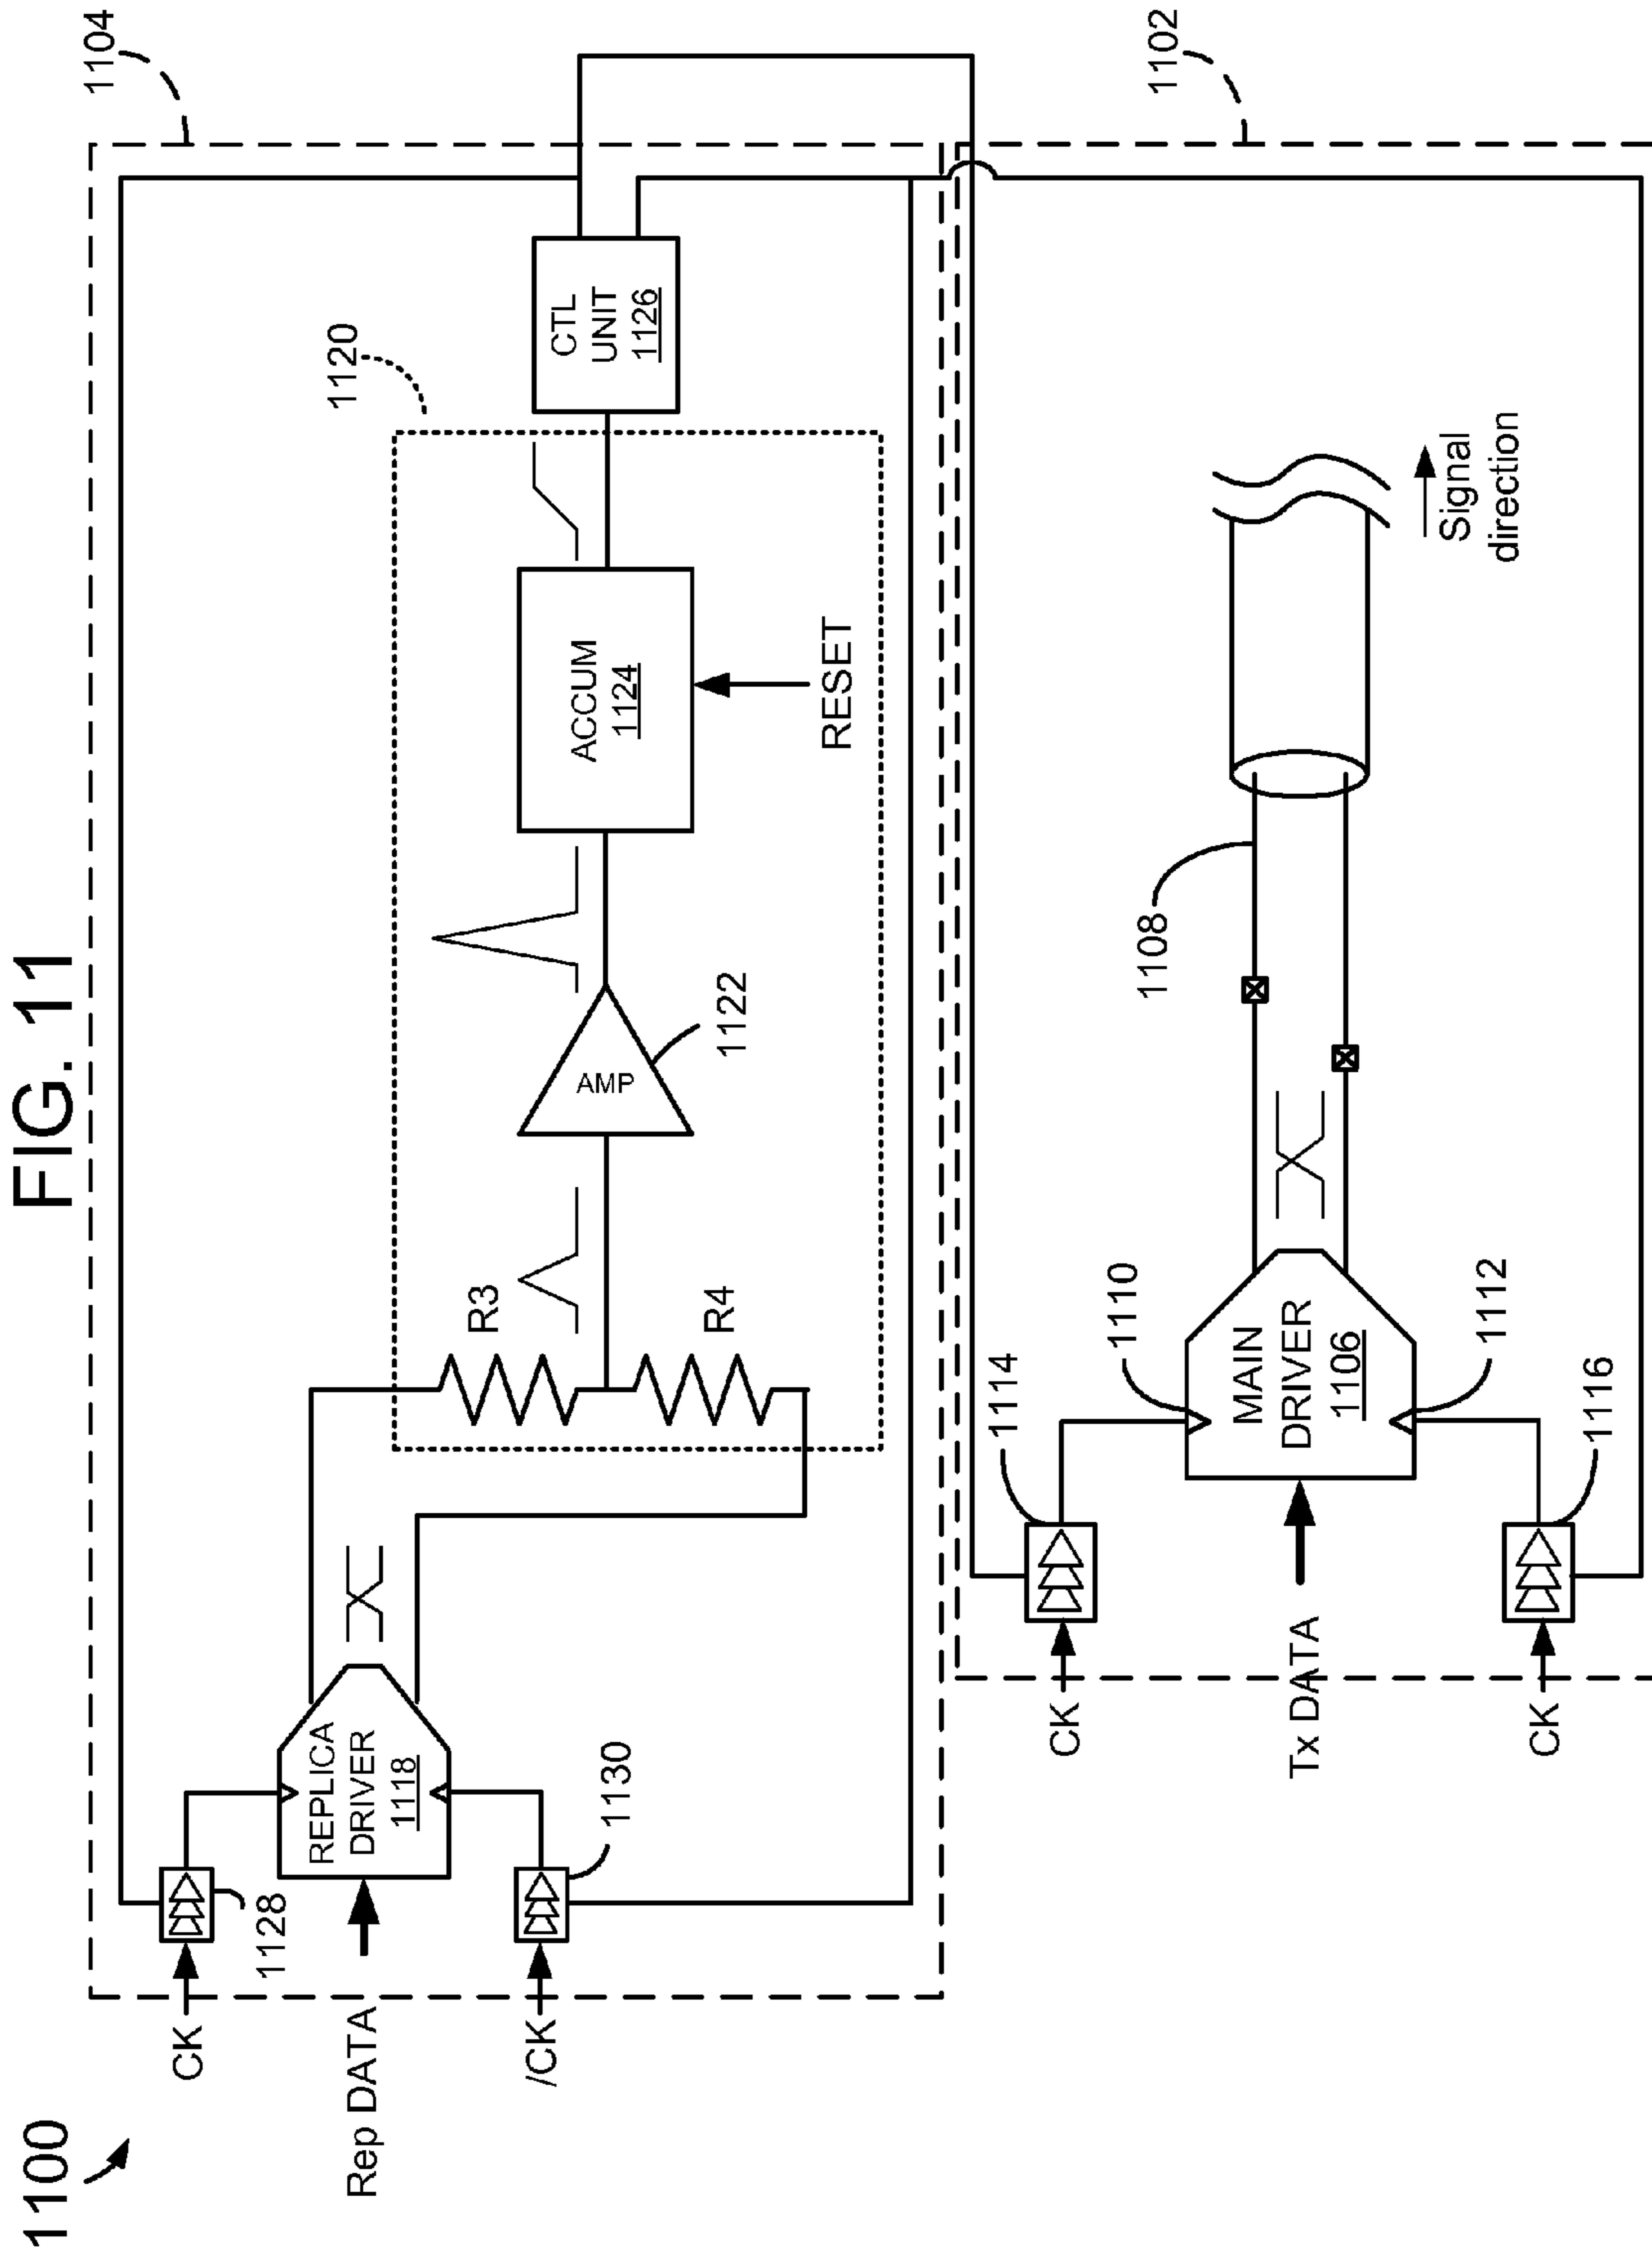 FIG. 11
1100
1104
CK
1128
Rep DATA
REPLICA
DRIVER
1118
/CK
1130
R3
R4
1120
AMP
1122
ACCUM
1124
RESET
CTL
UNIT
1126
1102
CK
1114
1110
Tx DATA
MAIN
DRIVER
1106
1112
CK
1116
1108
Signal
direction